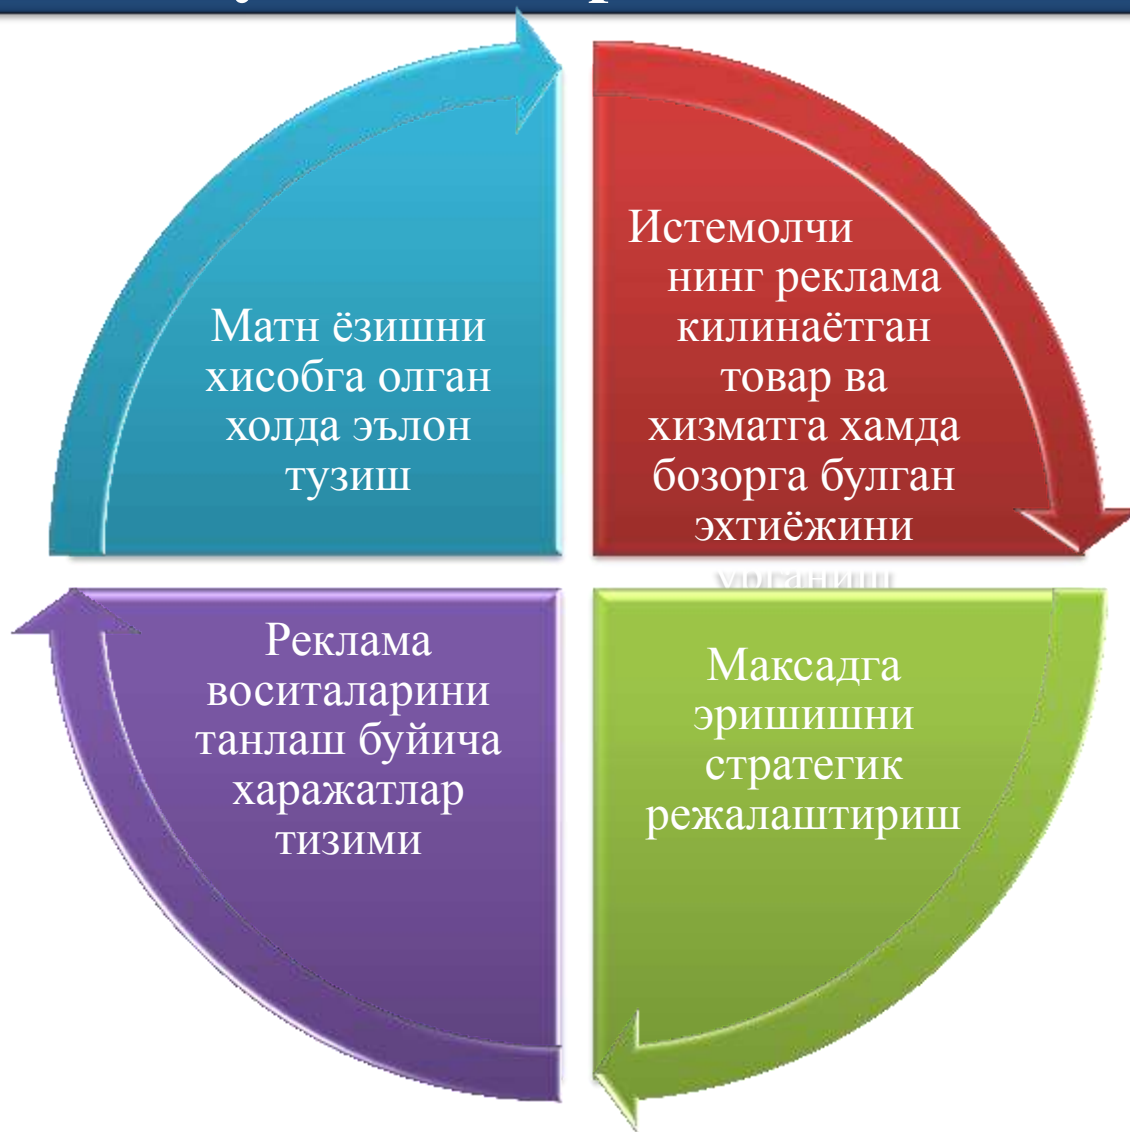 Матн ёзишни
хисобга олган
холда эълон
тузиш
Истемолчи
нинг реклама
килинаётган
товар ва
хизматга хамда
бозорга булган
эхтиёжини
урганиш
Реклама
воситаларини
танлаш буйича
харажатлар
тизими
Максадга
эришишни
стратегик
режалаштириш